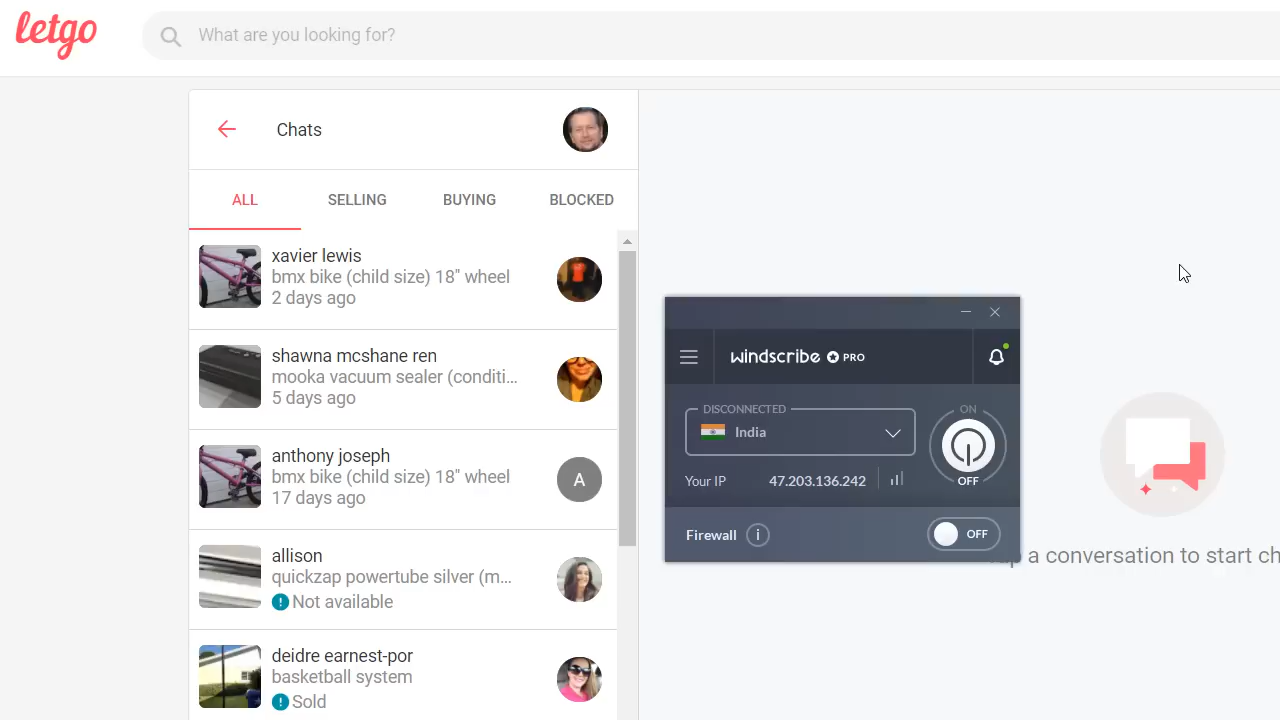 letgo
What are you looking for?
Chats
ALL SELLING BUYING BLOCKED
xavier lewis
bmx bike (child size) 18" wheel
2 days ago
shawna mcshane ren
mooka vacuum sealer (conditi...
5 days ago
anthony joseph
bmx bike (child size) 18" wheel
17 days ago
A
allison
quickzap powertube silver (m...
! Not available
deidre earnest-por
basketball system
! Sold
windscribe PRO
DISCONNECTED
India
ON
OFF
Your IP 47.203.136.242
Firewall i OFF
a conversation to start ch